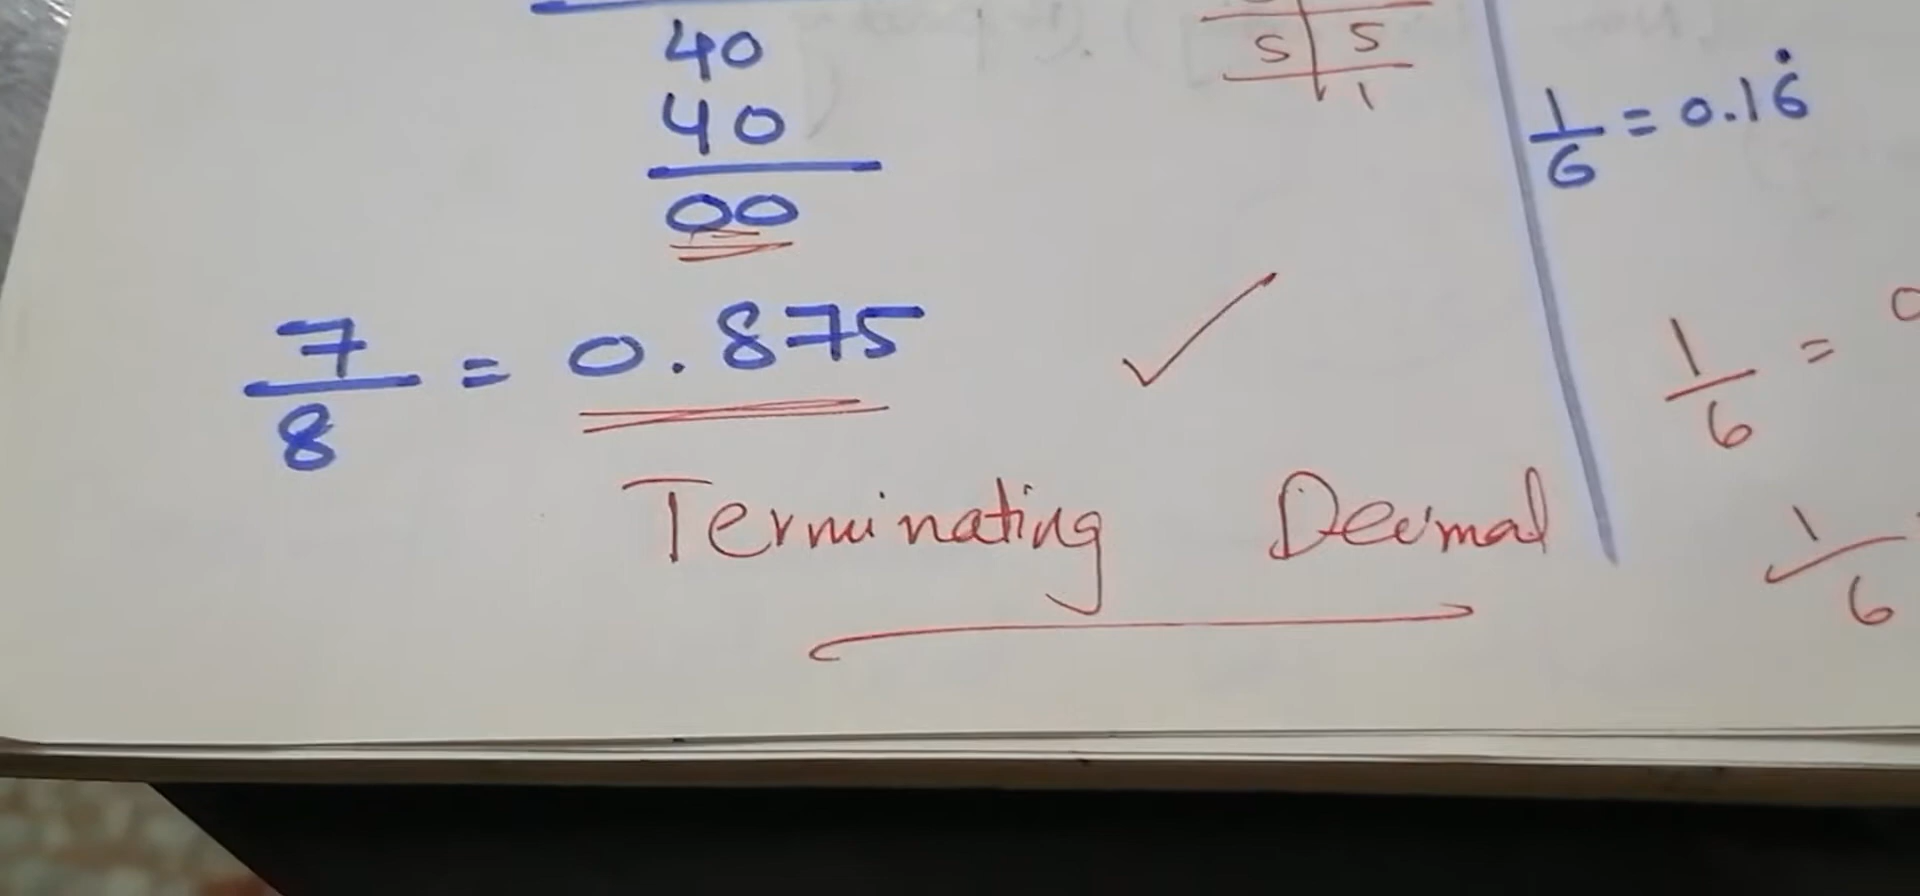 40
40
00
7/8 = 0.875
Terminating Decimal
5 | 5
1
1/6 = 0.16̇
1/6 =
1/6